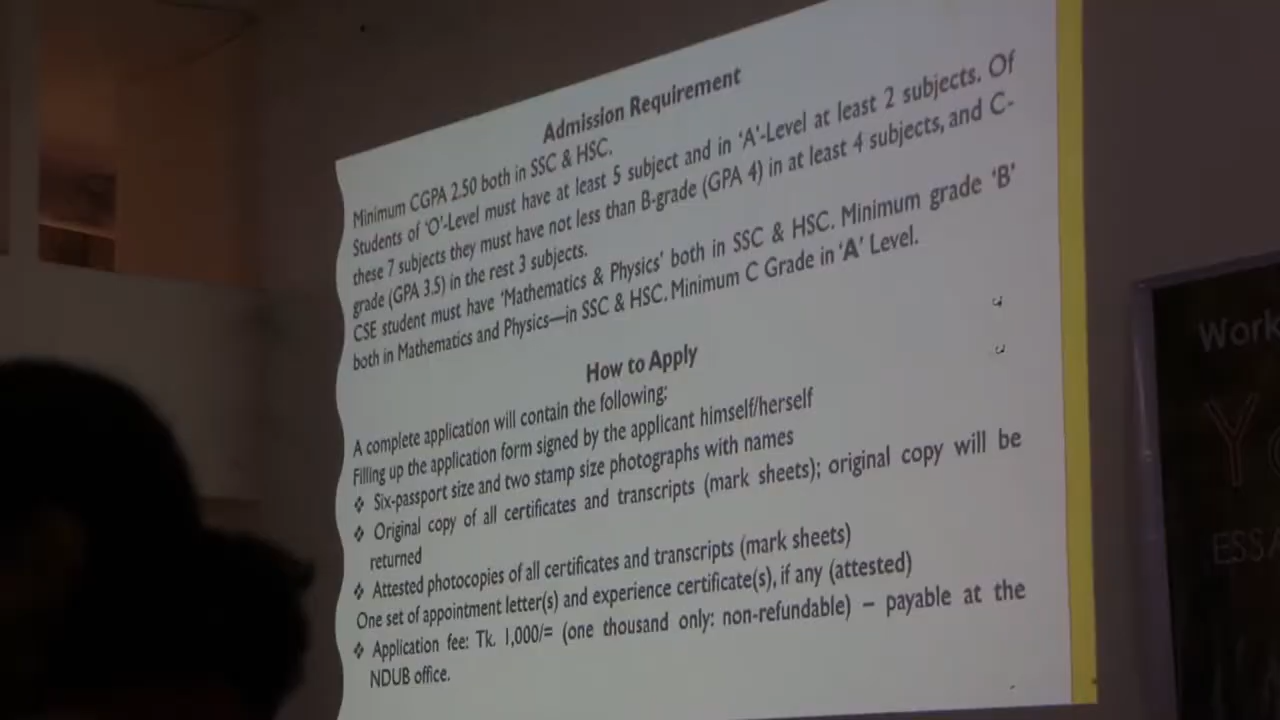 Admission Requirement
Minimum CGPA 2.50 both in SSC & HSC.
Students of 'O'-Level must have at least 5 subject and in 'A'-Level at least 2 subjects. Of
these 7 subjects they must have not less than B-grade (GPA 4) in at least 4 subjects, and C-
grade (GPA 3.5) in the rest 3 subjects.
CSE student must have 'Mathematics & Physics' both in SSC & HSC. Minimum grade 'B'
both in Mathematics and Physics—in SSC & HSC. Minimum C Grade in 'A' Level.
How to Apply
A complete application will contain the following:
Filling up the application form signed by the applicant himself/herself
❖ Six-passport size and two stamp size photographs with names
❖ Original copy of all certificates and transcripts (mark sheets); original copy will be
returned
❖ Attested photocopies of all certificates and transcripts (mark sheets)
One set of appointment letter(s) and experience certificate(s), if any (attested)
❖ Application fee: Tk. 1,000/= (one thousand only: non-refundable) – payable at the
NDUB office.
Work
ESSA